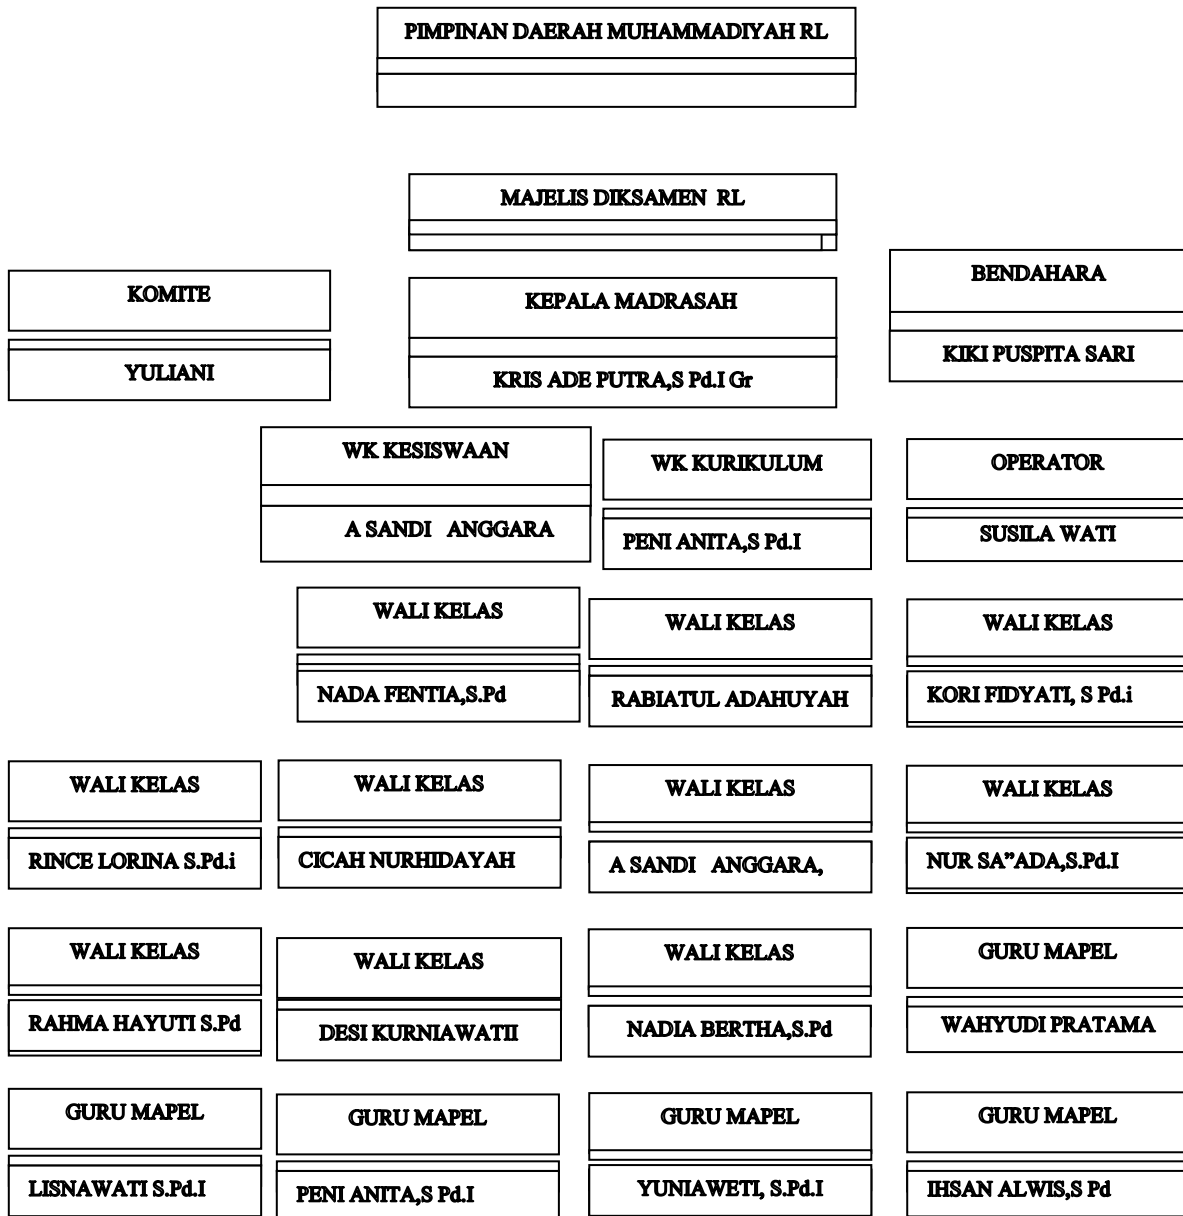 PIMPINAN DAERAH MUHAMMADIYAH RL
MAJELIS DIKSAMEN RL
KOMITE
YULIANI
KEPALA MADRASAH
KRIS ADE PUTRA,S Pd.I Gr
BENDAHARA
KIKI PUSPITA SARI
WK KESISWAAN
A SANDI ANGGARA
WK KURIKULUM
PENI ANITA,S Pd.I
OPERATOR
SUSILA WATI
WALI KELAS
NADA FENTIA,S.Pd
WALI KELAS
RABIATUL ADAHUYAH
WALI KELAS
KORI FIDYATI, S Pd.i
WALI KELAS
RINCE LORINA S.Pd.i
WALI KELAS
CICAH NURHIDAYAH
WALI KELAS
A SANDI ANGGARA,
WALI KELAS
NUR SA”ADA,S.Pd.I
WALI KELAS
RAHMA HAYUTI S.Pd
WALI KELAS
DESI KURNIAWATII
WALI KELAS
NADIA BERTHA,S.Pd
GURU MAPEL
WAHYUDI PRATAMA
GURU MAPEL
LISNAWATI S.Pd.I
GURU MAPEL
PENI ANITA,S Pd.I
GURU MAPEL
YUNIAWETI, S.Pd.I
GURU MAPEL
IHSAN ALWIS,S Pd